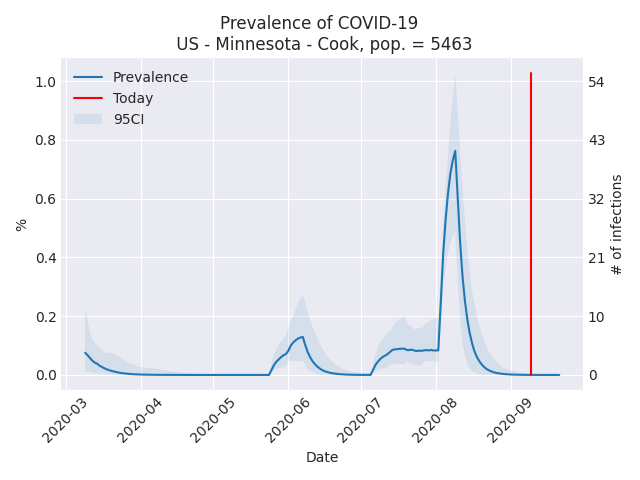 Prevalence of COVID-19
US - Minnesota - Cook, pop. = 5463
Prevalence
Today
95CI
1.0
0.8
0.6
0.4
0.2
0.0
%
54
43
32
21
10
0
# of infections
2020-03
2020-04
2020-05
2020-06
2020-07
2020-08
2020-09
Date